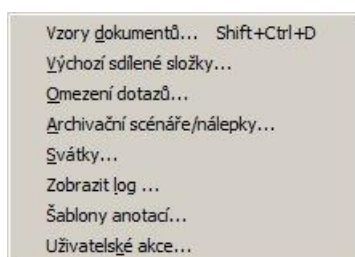 Vzory dokumentů... Shift+Ctrl+D
Výchozí sdílené složky...
Omezení dotazů...
Archivační scénáře/nálepky...
Svátky...
Zobrazit log ...
Šablony anotací...
Uživatelské akce...